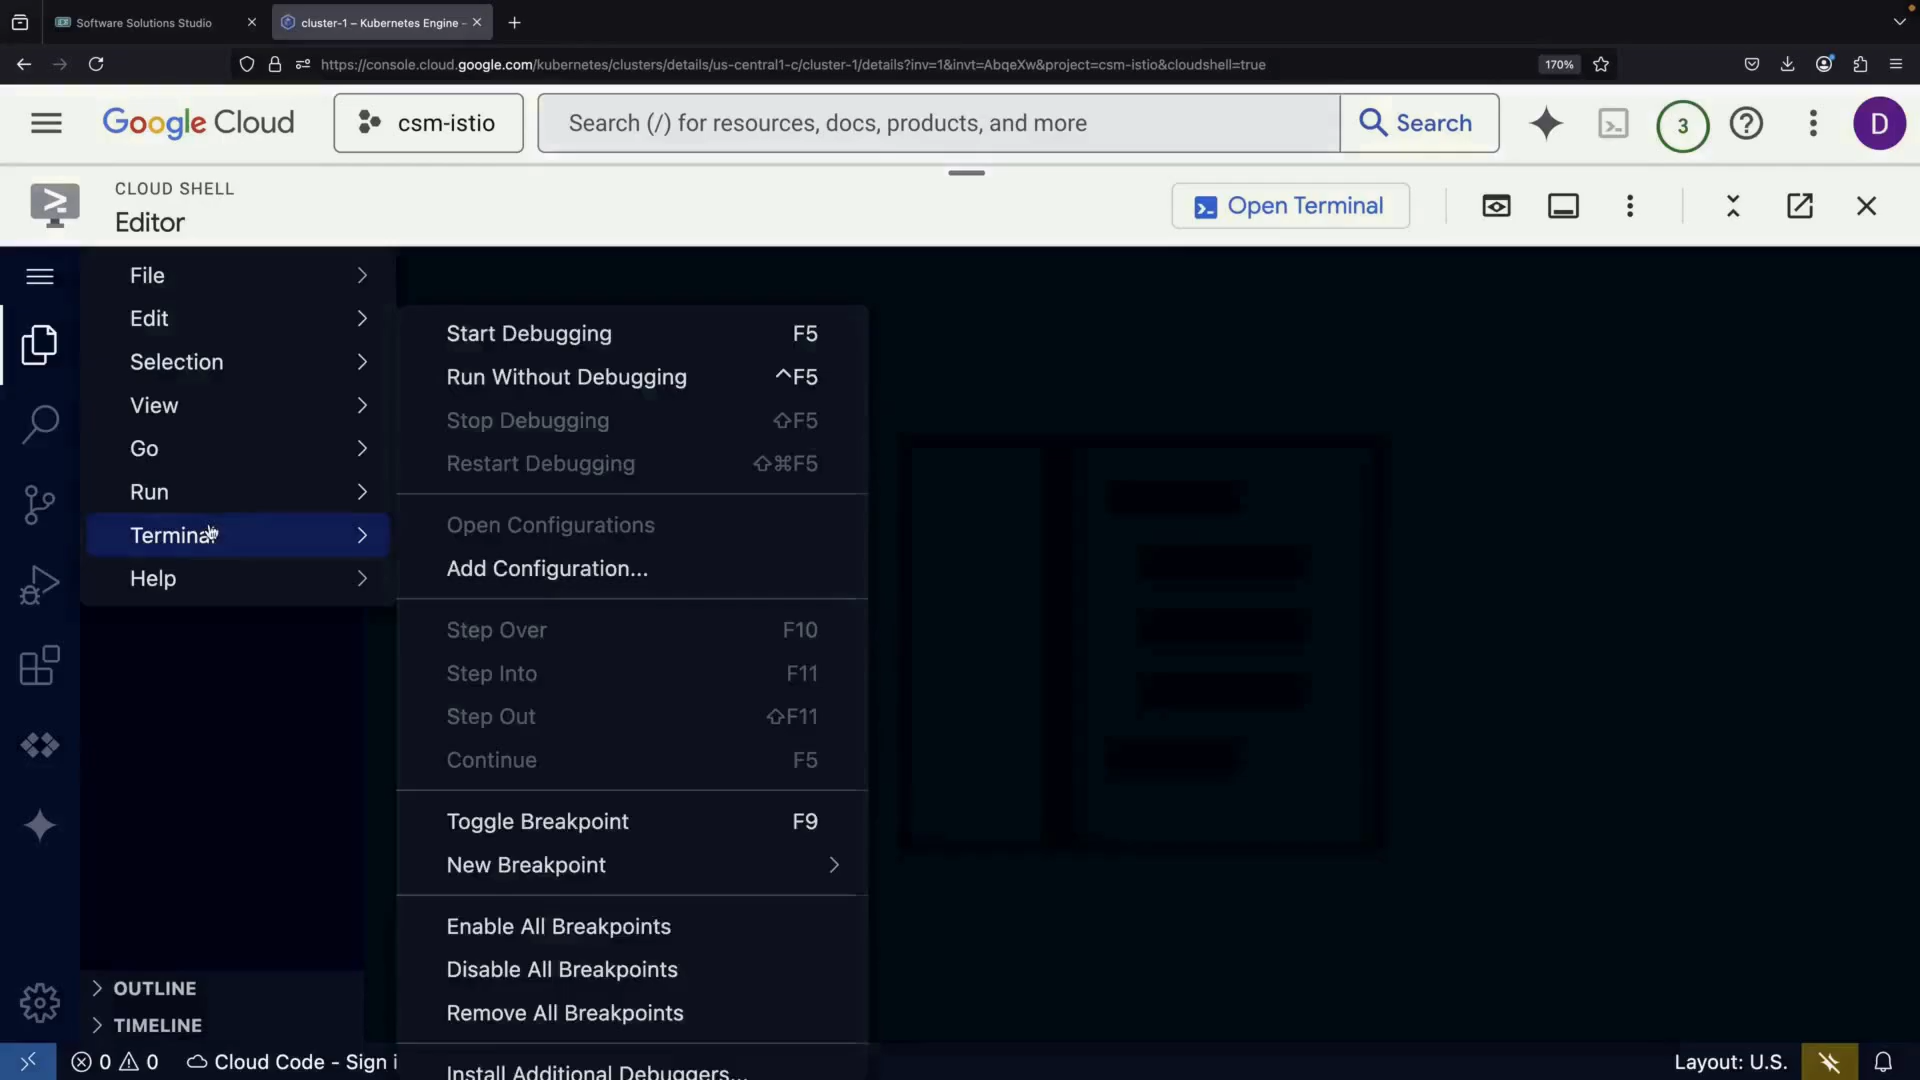 Software Solutions Studio
cluster-1 – Kubernetes Engine –
https://console.cloud.google.com/kubernetes/clusters/details/us-central1-c/cluster-1/details?inv=1&invt=AbqeXw&project=csm-istio&cloudshell=true
170%
Google Cloud
csm-istio
Search (/) for resources, docs, products, and more
Search
3
D
CLOUD SHELL
Editor
Open Terminal
File
Edit
Selection
View
Go
Run
Terminal
Help
Start Debugging F5
Run Without Debugging ^F5
Stop Debugging ⇧F5
Restart Debugging ⇧⌘F5
Open Configurations
Add Configuration...
Step Over F10
Step Into F11
Step Out ⇧F11
Continue F5
Toggle Breakpoint F9
New Breakpoint
Enable All Breakpoints
Disable All Breakpoints
Remove All Breakpoints
Install Additional Debuggers...
OUTLINE
TIMELINE
0 0 Cloud Code - Sign i
Layout: U.S.